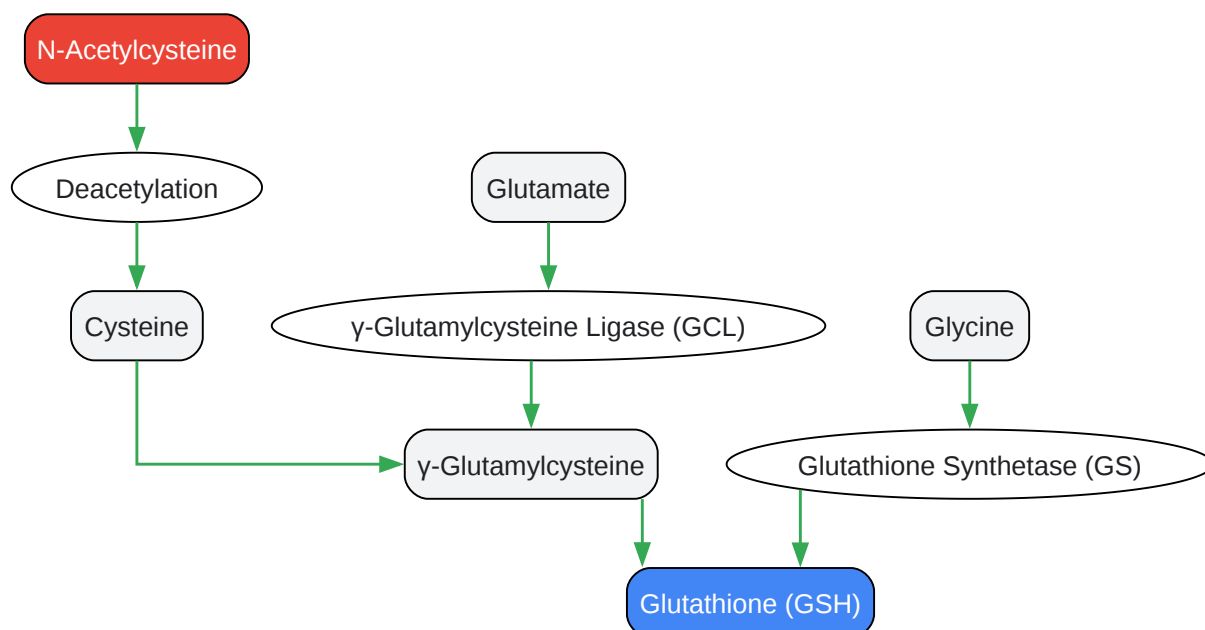 N-Acetylcysteine
Deacetylation
Glutamate
Cysteine
γ-Glutamylcysteine Ligase (GCL)
Glycine
γ-Glutamylcysteine
Glutathione Synthetase (GS)
Glutathione (GSH)